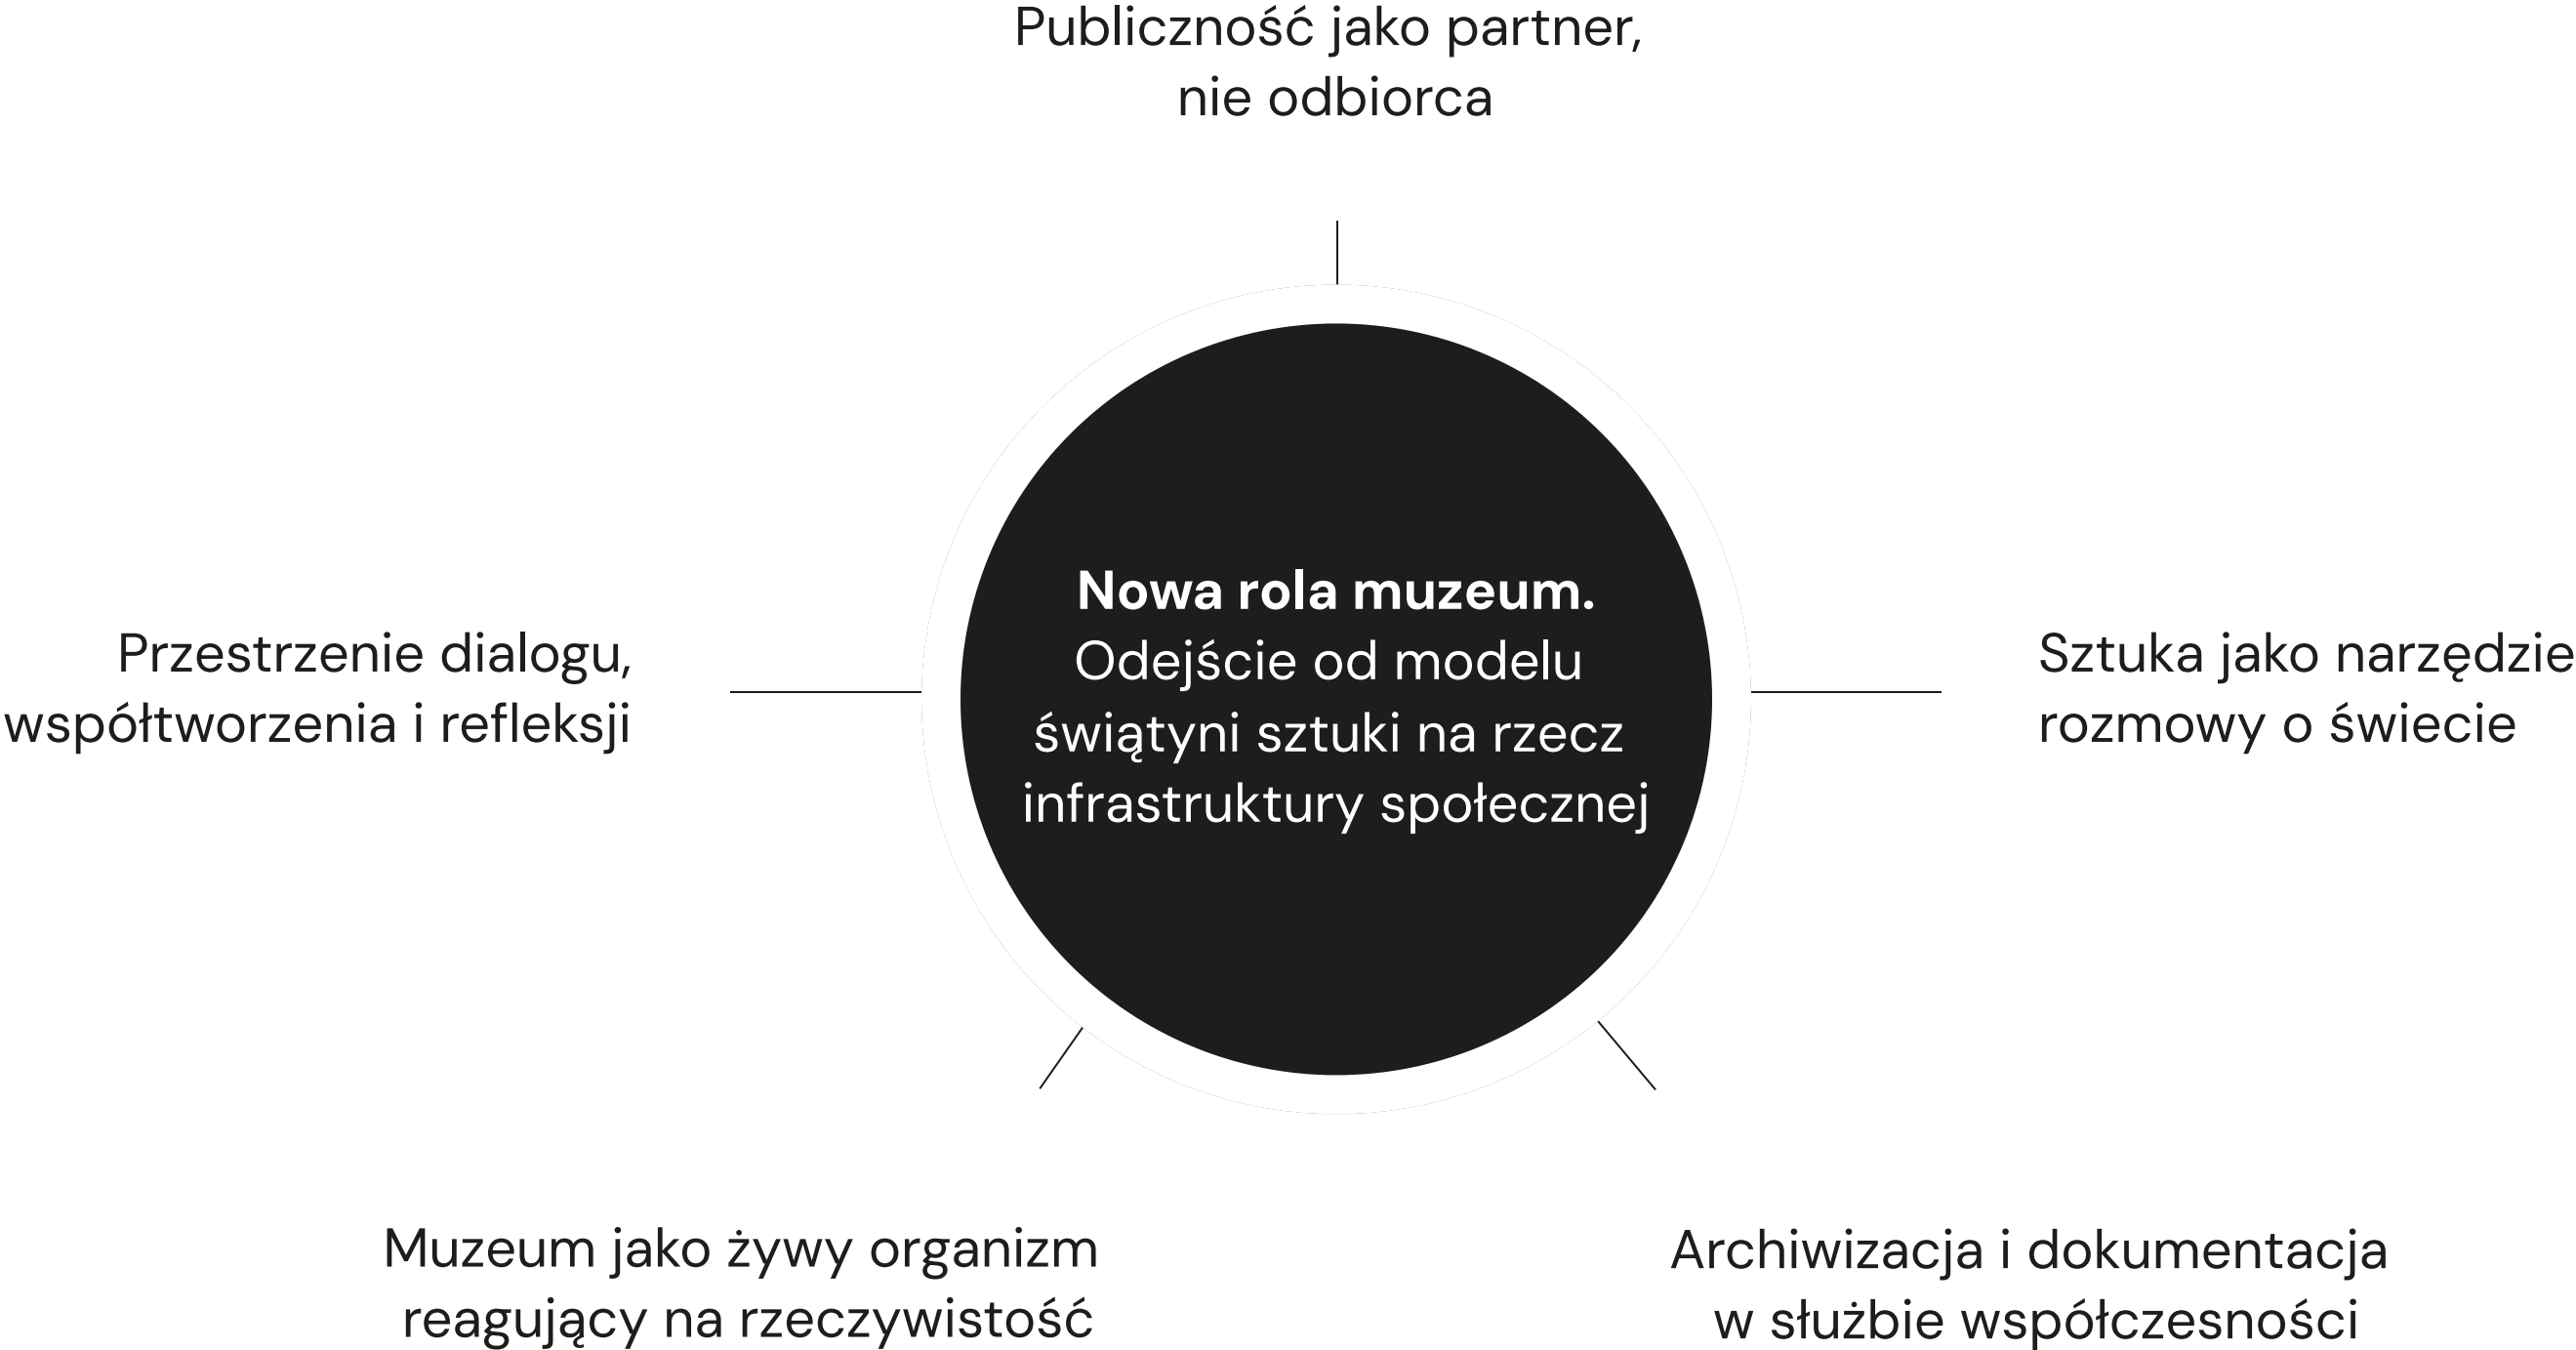 Publiczność jako partner,
nie odbiorca
Przestrzenie dialogu,
współtworzenia i refleksji
Nowa rola muzeum.
Odejście od modelu
świątyni sztuki na rzecz
infrastruktury społecznej
Sztuka jako narzędzie
rozmowy o świecie
Muzeum jako żywy organizm
reagujący na rzeczywistość
Archiwizacja i dokumentacja
w służbie współczesności